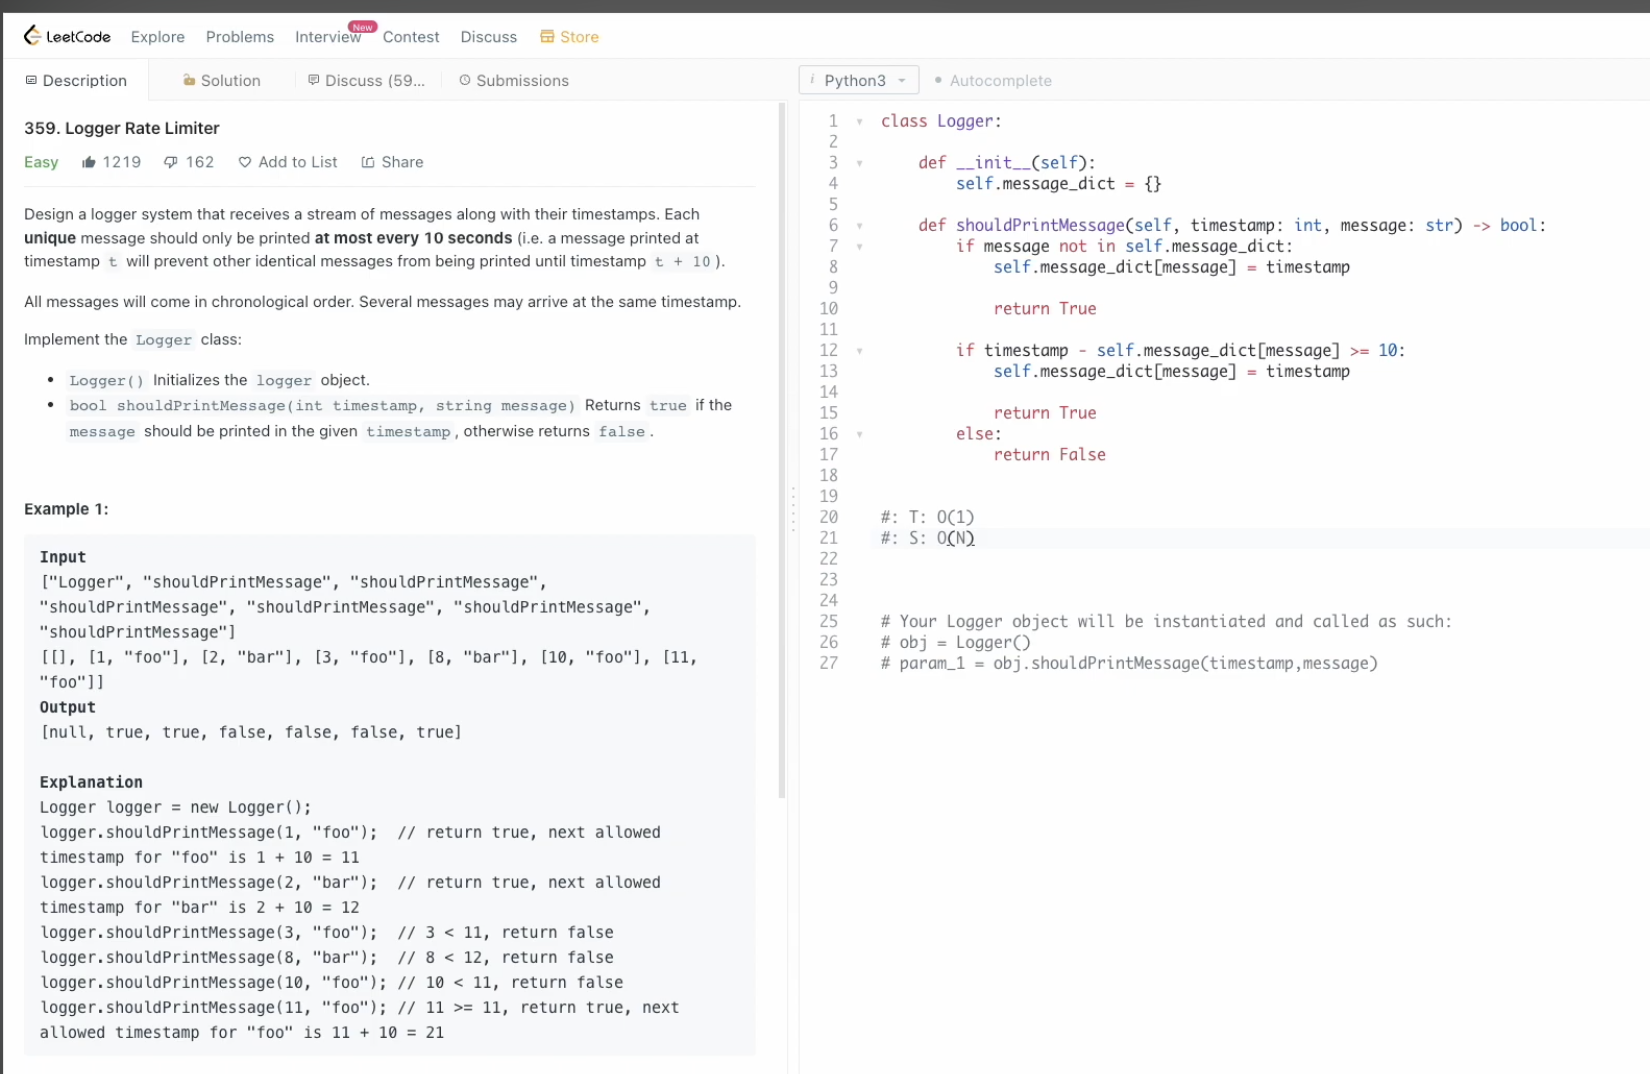 LeetCode Explore Problems Interview New Contest Discuss Store
Description Solution Discuss (59... Submissions
359. Logger Rate Limiter
Easy 1219 162 Add to List Share
Design a logger system that receives a stream of messages along with their timestamps. Each
unique message should only be printed at most every 10 seconds (i.e. a message printed at
timestamp t will prevent other identical messages from being printed until timestamp t + 10 ).
All messages will come in chronological order. Several messages may arrive at the same timestamp.
Implement the Logger class:
• Logger() Initializes the logger object.
• bool shouldPrintMessage(int timestamp, string message) Returns true if the
message should be printed in the given timestamp, otherwise returns false.
Example 1:
Input
["Logger", "shouldPrintMessage", "shouldPrintMessage",
"shouldPrintMessage", "shouldPrintMessage", "shouldPrintMessage",
"shouldPrintMessage"]
[[], [1, "foo"], [2, "bar"], [3, "foo"], [8, "bar"], [10, "foo"], [11,
"foo"]]
Output
[null, true, true, false, false, false, true]
Explanation
Logger logger = new Logger();
logger.shouldPrintMessage(1, "foo");  // return true, next allowed
timestamp for "foo" is 1 + 10 = 11
logger.shouldPrintMessage(2, "bar");  // return true, next allowed
timestamp for "bar" is 2 + 10 = 12
logger.shouldPrintMessage(3, "foo");  // 3 < 11, return false
logger.shouldPrintMessage(8, "bar");  // 8 < 12, return false
logger.shouldPrintMessage(10, "foo"); // 10 < 11, return false
logger.shouldPrintMessage(11, "foo"); // 11 >= 11, return true, next
allowed timestamp for "foo" is 11 + 10 = 21
i Python3 Autocomplete
1 class Logger:
2
3     def __init__(self):
4         self.message_dict = {}
5
6     def shouldPrintMessage(self, timestamp: int, message: str) -> bool:
7         if message not in self.message_dict:
8             self.message_dict[message] = timestamp
9
10             return True
11
12         if timestamp - self.message_dict[message] >= 10:
13             self.message_dict[message] = timestamp
14
15             return True
16         else:
17             return False
18
19
20 #: T: O(1)
21 #: S: O(N)
22
23
24
25 # Your Logger object will be instantiated and called as such:
26 # obj = Logger()
27 # param_1 = obj.shouldPrintMessage(timestamp,message)